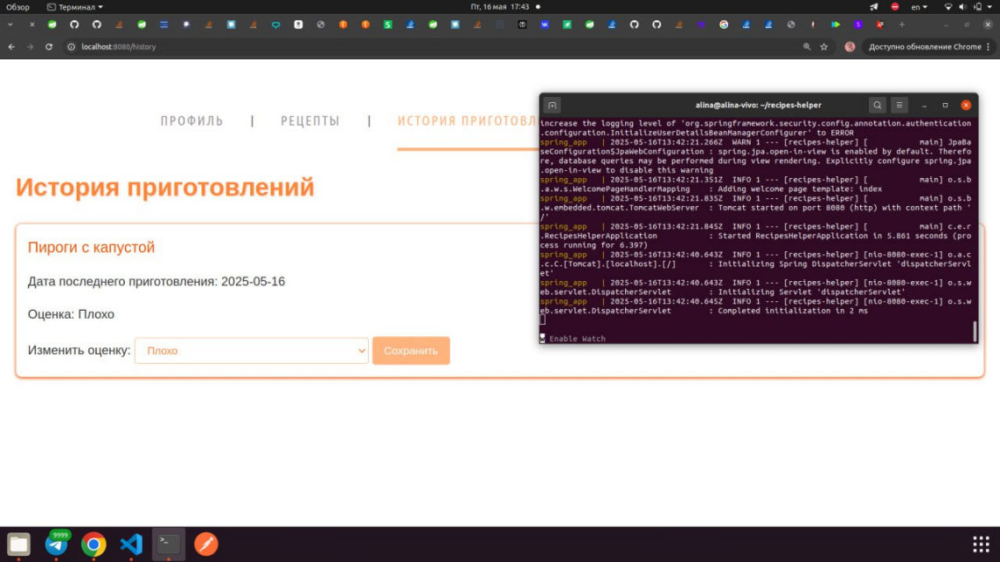 Обзор
Терминал
Пт, 16 мая 17:43
en
localhost:8080/history
Доступно обновление Chrome
ПРОФИЛЬ | РЕЦЕПТЫ | ИСТОРИЯ ПРИГОТОВЛ
История приготовлений
Пироги с капустой
Дата последнего приготовления: 2025-05-16
Оценка: Плохо
Изменить оценку: Плохо Сохранить
alina@alina-vivo: ~/recipes-helper
increase the logging level of 'org.springframework.security.config.annotation.authentication
.configuration.InitializeUserDetailsBeanManagerConfigurer' to ERROR
spring_app | 2025-05-16T13:42:21.266Z WARN 1 --- [recipes-helper] [ main] JpaBa
seConfiguration$JpaWebConfiguration : spring.jpa.open-in-view is enabled by default. Therefo
re, database queries may be performed during view rendering. Explicitly configure spring.jpa
.open-in-view to disable this warning
spring_app | 2025-05-16T13:42:21.351Z INFO 1 --- [recipes-helper] [ main] o.s.b
.a.w.s.WelcomePageHandlerMapping : Adding welcome page template: index
spring_app | 2025-05-16T13:42:21.835Z INFO 1 --- [recipes-helper] [ main] o.s.b
.w.embedded.tomcat.TomcatWebServer : Tomcat started on port 8080 (http) with context path '
/'
spring_app | 2025-05-16T13:42:21.845Z INFO 1 --- [recipes-helper] [ main] c.e.r
.RecipesHelperApplication : Started RecipesHelperApplication in 5.861 seconds (pro
cess running for 6.397)
spring_app | 2025-05-16T13:42:40.643Z INFO 1 --- [recipes-helper] [nio-8080-exec-1] o.a.c
.c.C.[Tomcat].[localhost].[/] : Initializing Spring DispatcherServlet 'dispatcherServl
et'
spring_app | 2025-05-16T13:42:40.643Z INFO 1 --- [recipes-helper] [nio-8080-exec-1] o.s.w
eb.servlet.DispatcherServlet : Initializing Servlet 'dispatcherServlet'
spring_app | 2025-05-16T13:42:40.645Z INFO 1 --- [recipes-helper] [nio-8080-exec-1] o.s.w
eb.servlet.DispatcherServlet : Completed initialization in 2 ms
w Enable Watch
9999